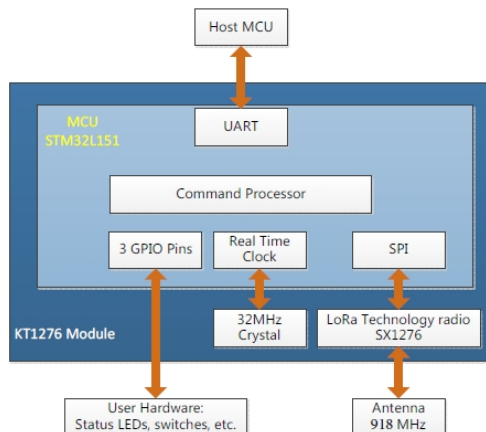 Host MCU
MCU
STM32L151
UART
Command Processor
3 GPIO Pins
Real Time
Clock
SPI
KT1276 Module
32MHz
Crystal
LoRa Technology radio
SX1276
User Hardware:
Status LEDs, switches, etc.
Antenna
918 MHz